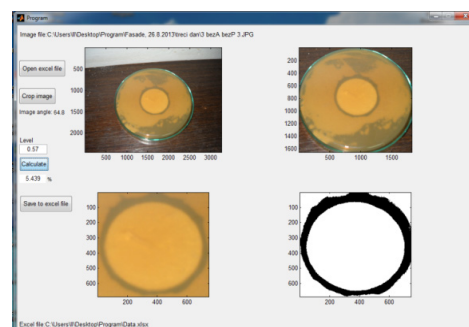 Program
Image file C:\Users\Il\Desktop\Program\Fasade, 26.8.2013\treci dan\3 bezA bezP 3.JPG
Open excel file
Crop image
Image angle: 64.9
Level
0.57
Calculate
5.439 %
Save to excel file
500
1000
1500
2000
500 1000 1500 2000 2500 3000
200
400
600
800
1000
1200
1400
1600
500 1000 1500
100
200
300
400
500
600
200 400 600
100
200
300
400
500
600
200 400 600
Excel file C:\Users\Il\Desktop\Program\Data.xlsx